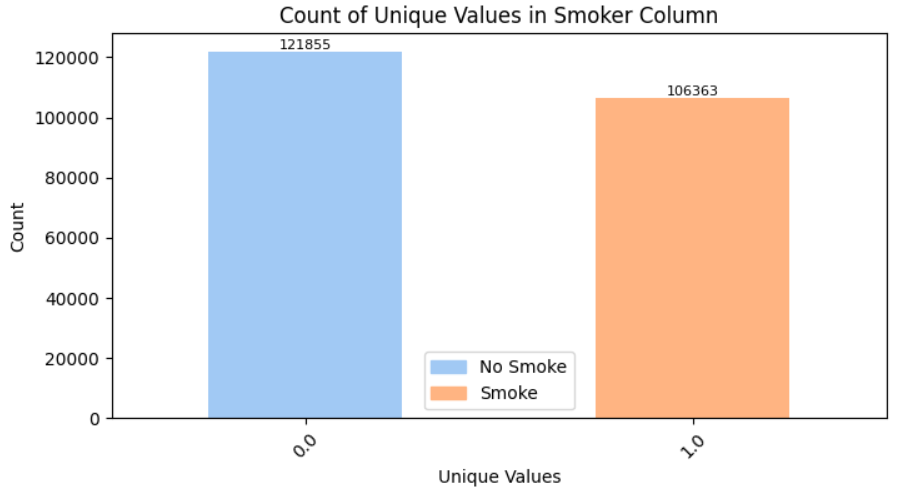 Count of Unique Values in Smoker Column
121855
106363
120000
100000
80000
60000
40000
20000
0
Count
No Smoke
Smoke
0.0
1.0
Unique Values